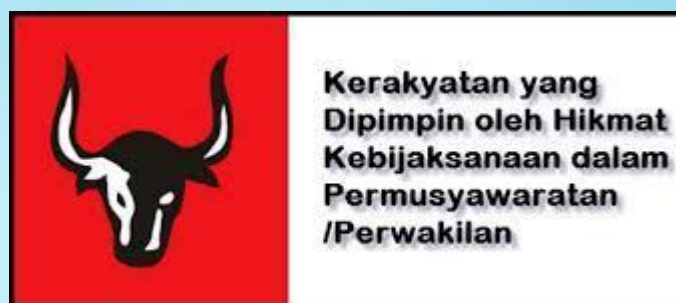 Kerakyatan yang
Dipimpin oleh Hikmat
Kebijaksanaan dalam
Permusyawaratan
/Perwakilan